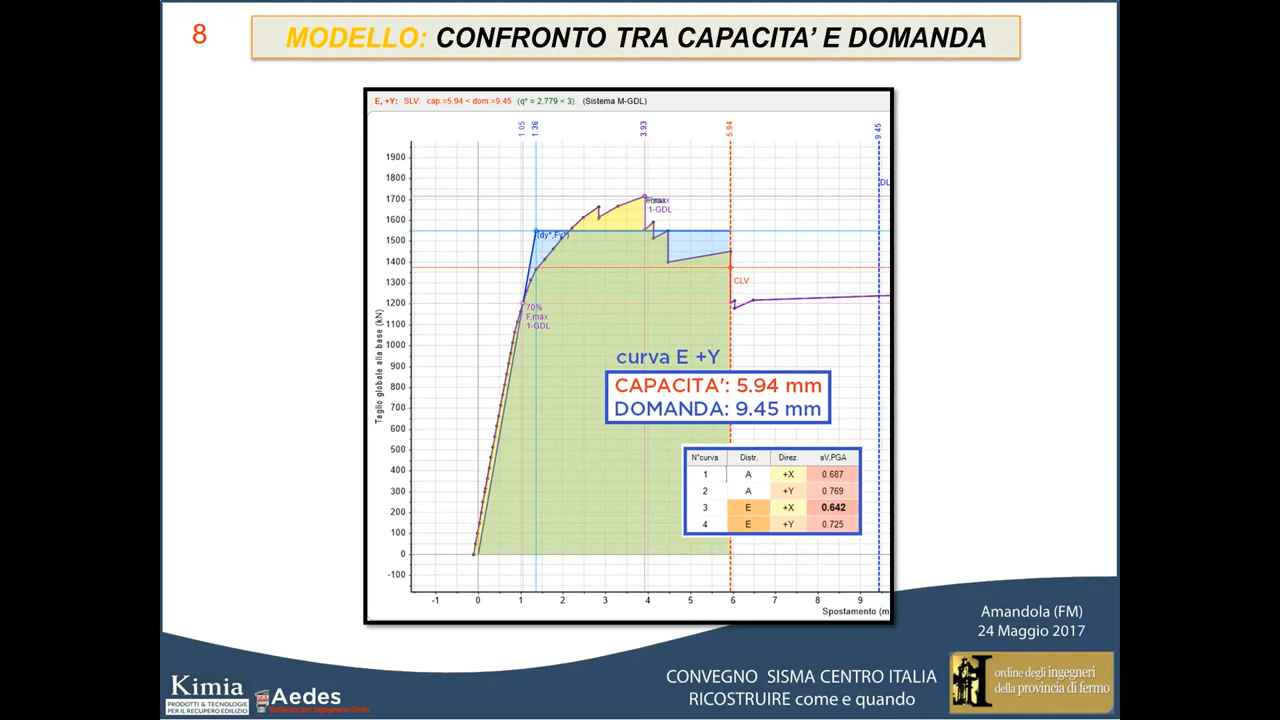 8
MODELLO: CONFRONTO TRA CAPACITA' E DOMANDA
E, +Y: SLV: cap.=5.94 < dom.=9.45 (q* = 2.779 < 3). (Sistema M-GDL)
1.05
1.36
3.93
5.94
9.45
1900
1800
1700
1600
1500
1400
1300
1200
1100
1000
900
800
700
600
500
400
300
200
100
0
-100
Taglio globale alla base (kN)
DL
1-GDL
(dy*,Fy*)
CLV
70%
F,max
1-GDL
curva E +Y
CAPACITA': 5.94 mm
DOMANDA: 9.45 mm
N°curva Distr. Direz. aV,PGA
1 A +X 0.687
2 A +Y 0.769
3 E +X 0.642
4 E +Y 0.725
-1 0 1 2 3 4 5 6 7 8 9
Spostamento (m
Amandola (FM)
24 Maggio 2017
Kimia
PRODOTTI & TECNOLOGIE
PER IL RECUPERO EDILIZIO
Aedes
CONVEGNO SISMA CENTRO ITALIA
RICOSTRUIRE come e quando
ordine degli ingegneri
della provincia di fermo